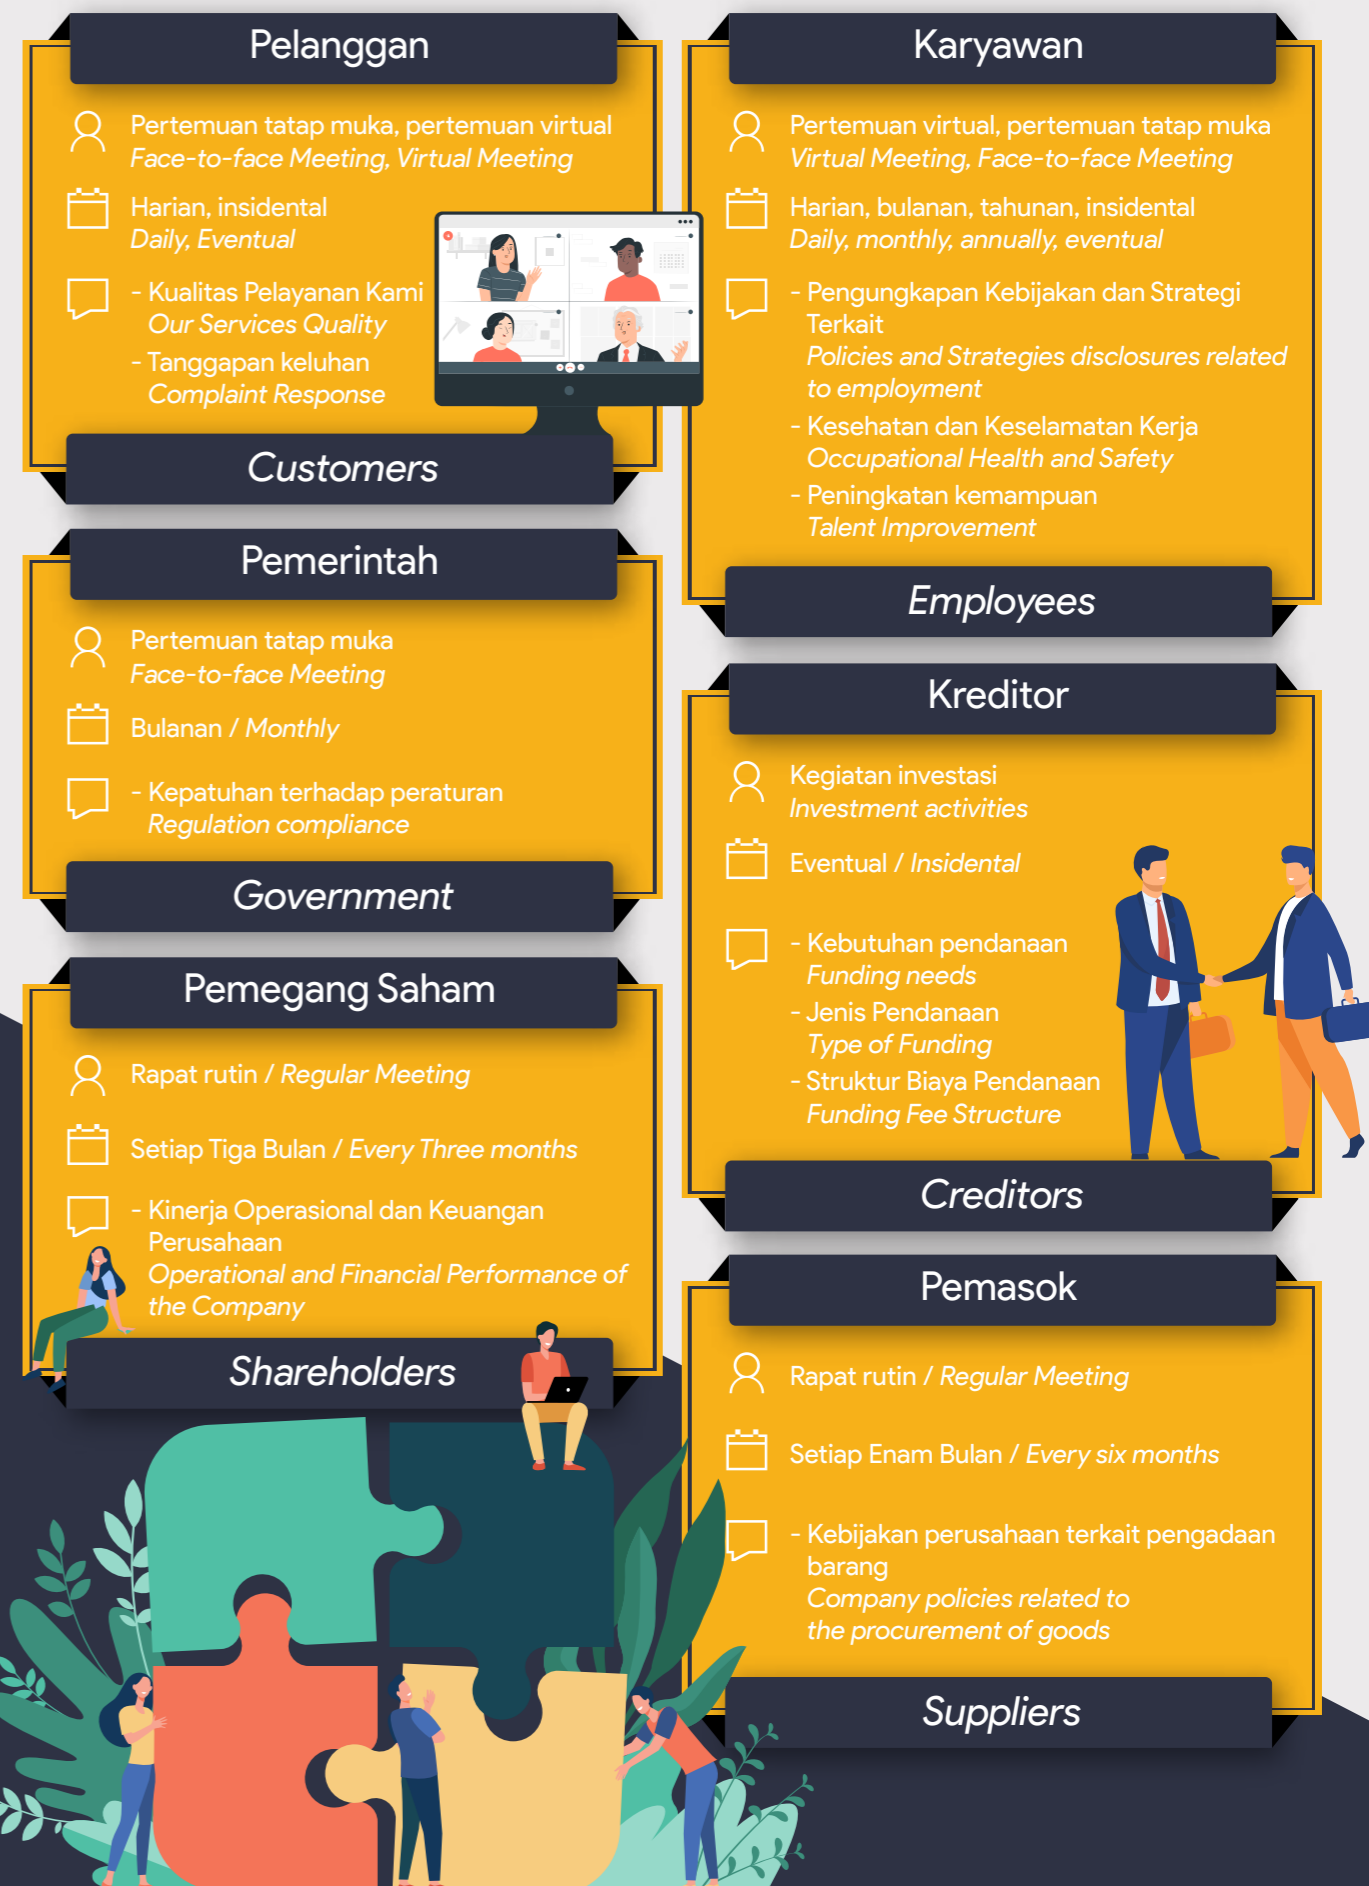 Pelanggan
Pertemuan tatap muka, pertemuan virtual
Face-to-face Meeting, Virtual Meeting
Harian, insidental
Daily, Eventual
- Kualitas Pelayanan Kami
Our Services Quality
- Tanggapan keluhan
Complaint Response
Customers
Pemerintah
Pertemuan tatap muka
Face-to-face Meeting
Bulanan / Monthly
- Kepatuhan terhadap peraturan
Regulation compliance
Government
Pemegang Saham
Rapat rutin / Regular Meeting
Setiap Tiga Bulan / Every Three months
- Kinerja Operasional dan Keuangan
Perusahaan
Operational and Financial Performance of
the Company
Shareholders
Karyawan
Pertemuan virtual, pertemuan tatap muka
Virtual Meeting, Face-to-face Meeting
Harian, bulanan, tahunan, insidental
Daily, monthly, annually, eventual
- Pengungkapan Kebijakan dan Strategi
Terkait
Policies and Strategies disclosures related
to employment
- Kesehatan dan Keselamatan Kerja
Occupational Health and Safety
- Peningkatan kemampuan
Talent Improvement
Employees
Kreditor
Kegiatan investasi
Investment activities
Eventual / Insidental
- Kebutuhan pendanaan
Funding needs
- Jenis Pendanaan
Type of Funding
- Struktur Biaya Pendanaan
Funding Fee Structure
Creditors
Pemasok
Rapat rutin / Regular Meeting
Setiap Enam Bulan / Every six months
- Kebijakan perusahaan terkait pengadaan
barang
Company policies related to
the procurement of goods
Suppliers